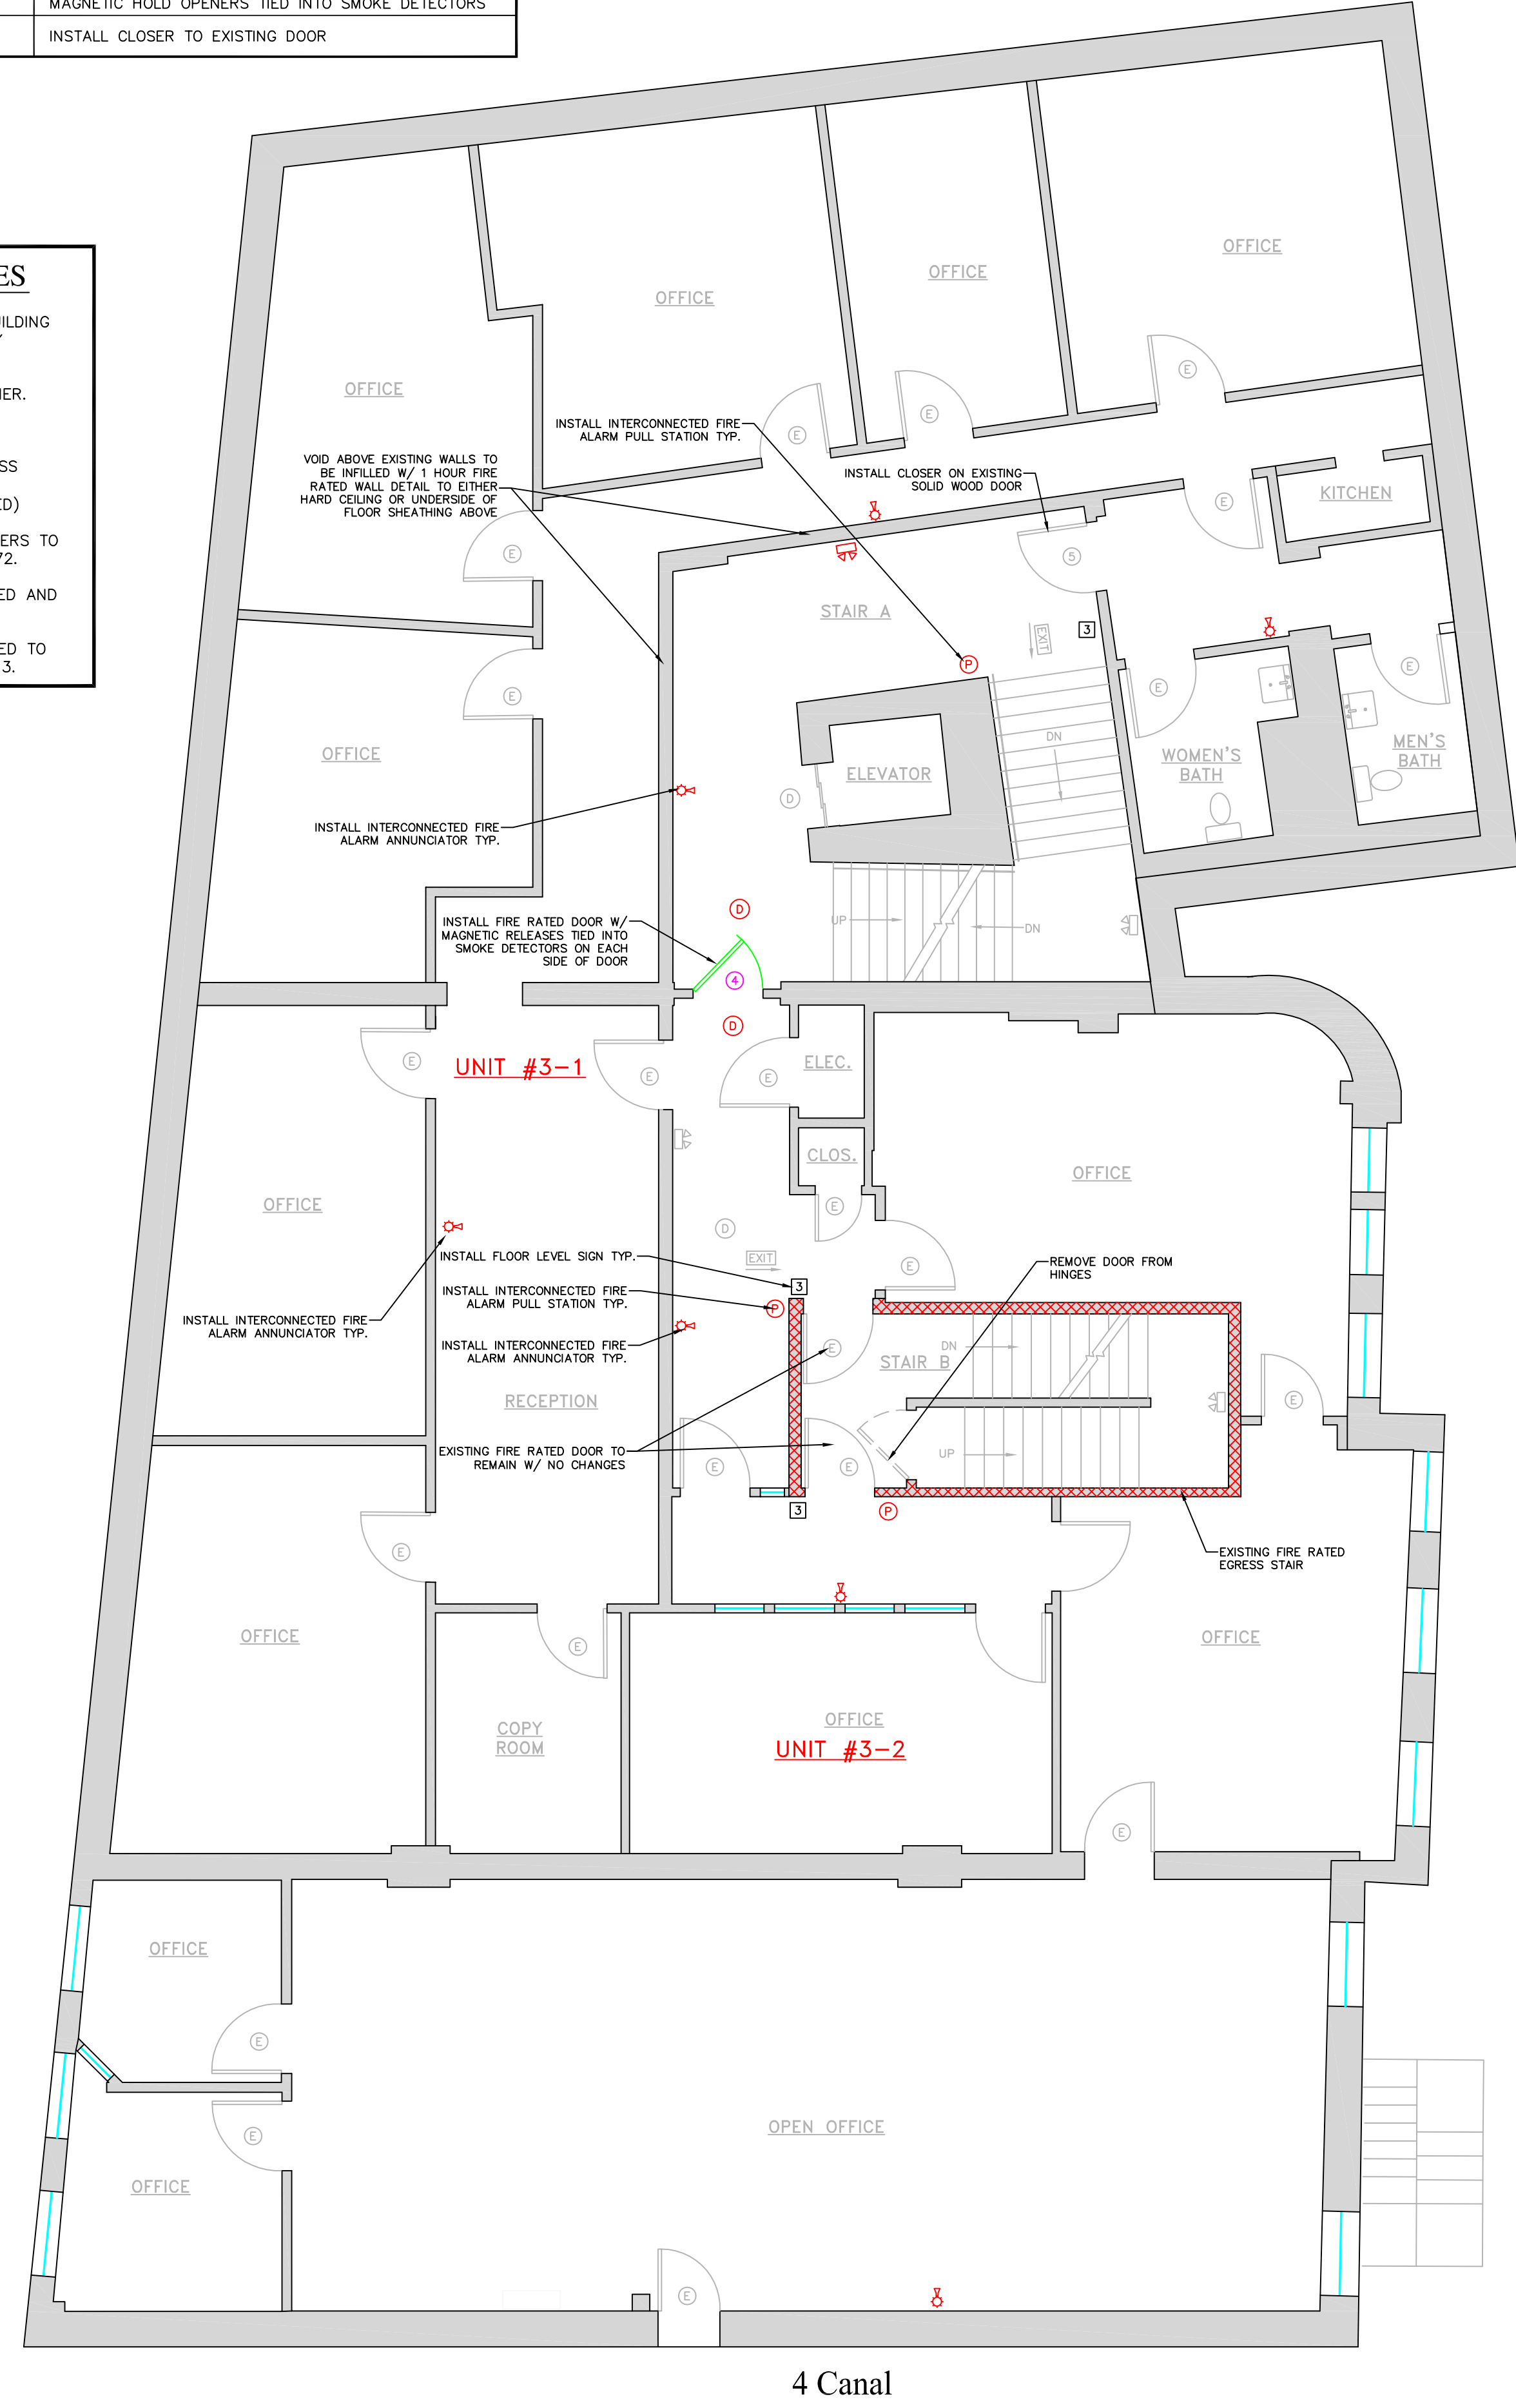 MAGNETIC HOLD OPENERS TIED INTO SMOKE DETECTORS
INSTALL CLOSER TO EXISTING DOOR
OFFICE
OFFICE
OFFICE
OFFICE
E
E
E
INSTALL INTERCONNECTED FIRE
ALARM PULL STATION TYP.
VOID ABOVE EXISTING WALLS TO
BE INFILLED W/ 1 HOUR FIRE
RATED WALL DETAIL TO EITHER
HARD CEILING OR UNDERSIDE OF
FLOOR SHEATHING ABOVE
INSTALL CLOSER ON EXISTING
SOLID WOOD DOOR
KITCHEN
E
E
5
STAIR A
EXIT
3
P
E
E
E
OFFICE
DN
WOMEN'S
BATH
MEN'S
BATH
ELEVATOR
D
INSTALL INTERCONNECTED FIRE
ALARM ANNUNCIATOR TYP.
INSTALL FIRE RATED DOOR W/
MAGNETIC RELEASES TIED INTO
SMOKE DETECTORS ON EACH
SIDE OF DOOR
D
UP
DN
4
D
E
UNIT #3-1
E
E
ELEC.
CLOS.
OFFICE
OFFICE
E
D
INSTALL FLOOR LEVEL SIGN TYP.
EXIT
E
REMOVE DOOR FROM
HINGES
3
INSTALL INTERCONNECTED FIRE
ALARM PULL STATION TYP.
P
INSTALL INTERCONNECTED FIRE
ALARM ANNUNCIATOR TYP.
INSTALL INTERCONNECTED FIRE
ALARM ANNUNCIATOR TYP.
E
DN
STAIR B
RECEPTION
E
EXISTING FIRE RATED DOOR TO
REMAIN W/ NO CHANGES
E
E
UP
3
P
E
EXISTING FIRE RATED
EGRESS STAIR
OFFICE
E
OFFICE
COPY
ROOM
OFFICE
UNIT #3-2
E
OFFICE
E
E
OPEN OFFICE
OFFICE
E
4 Canal
ES
UILDING
ER.
SS
ED)
ERS TO
72.
ED AND
ED TO
3.